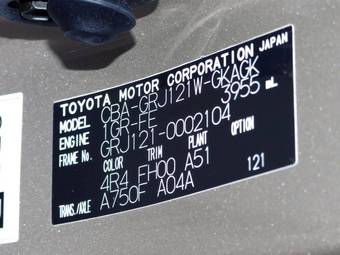 TOYOTA MOTOR CORPORATION JAPAN
MODEL CBA-GRJ121W-GKAGK
ENGINE 1GR-FE 3955 mL
FRAME No. GRJ121-0002104
COLOR TRIM PLANT OPTION
4R4 FH00 A51 121
TRANS./AXLE A750F A04A